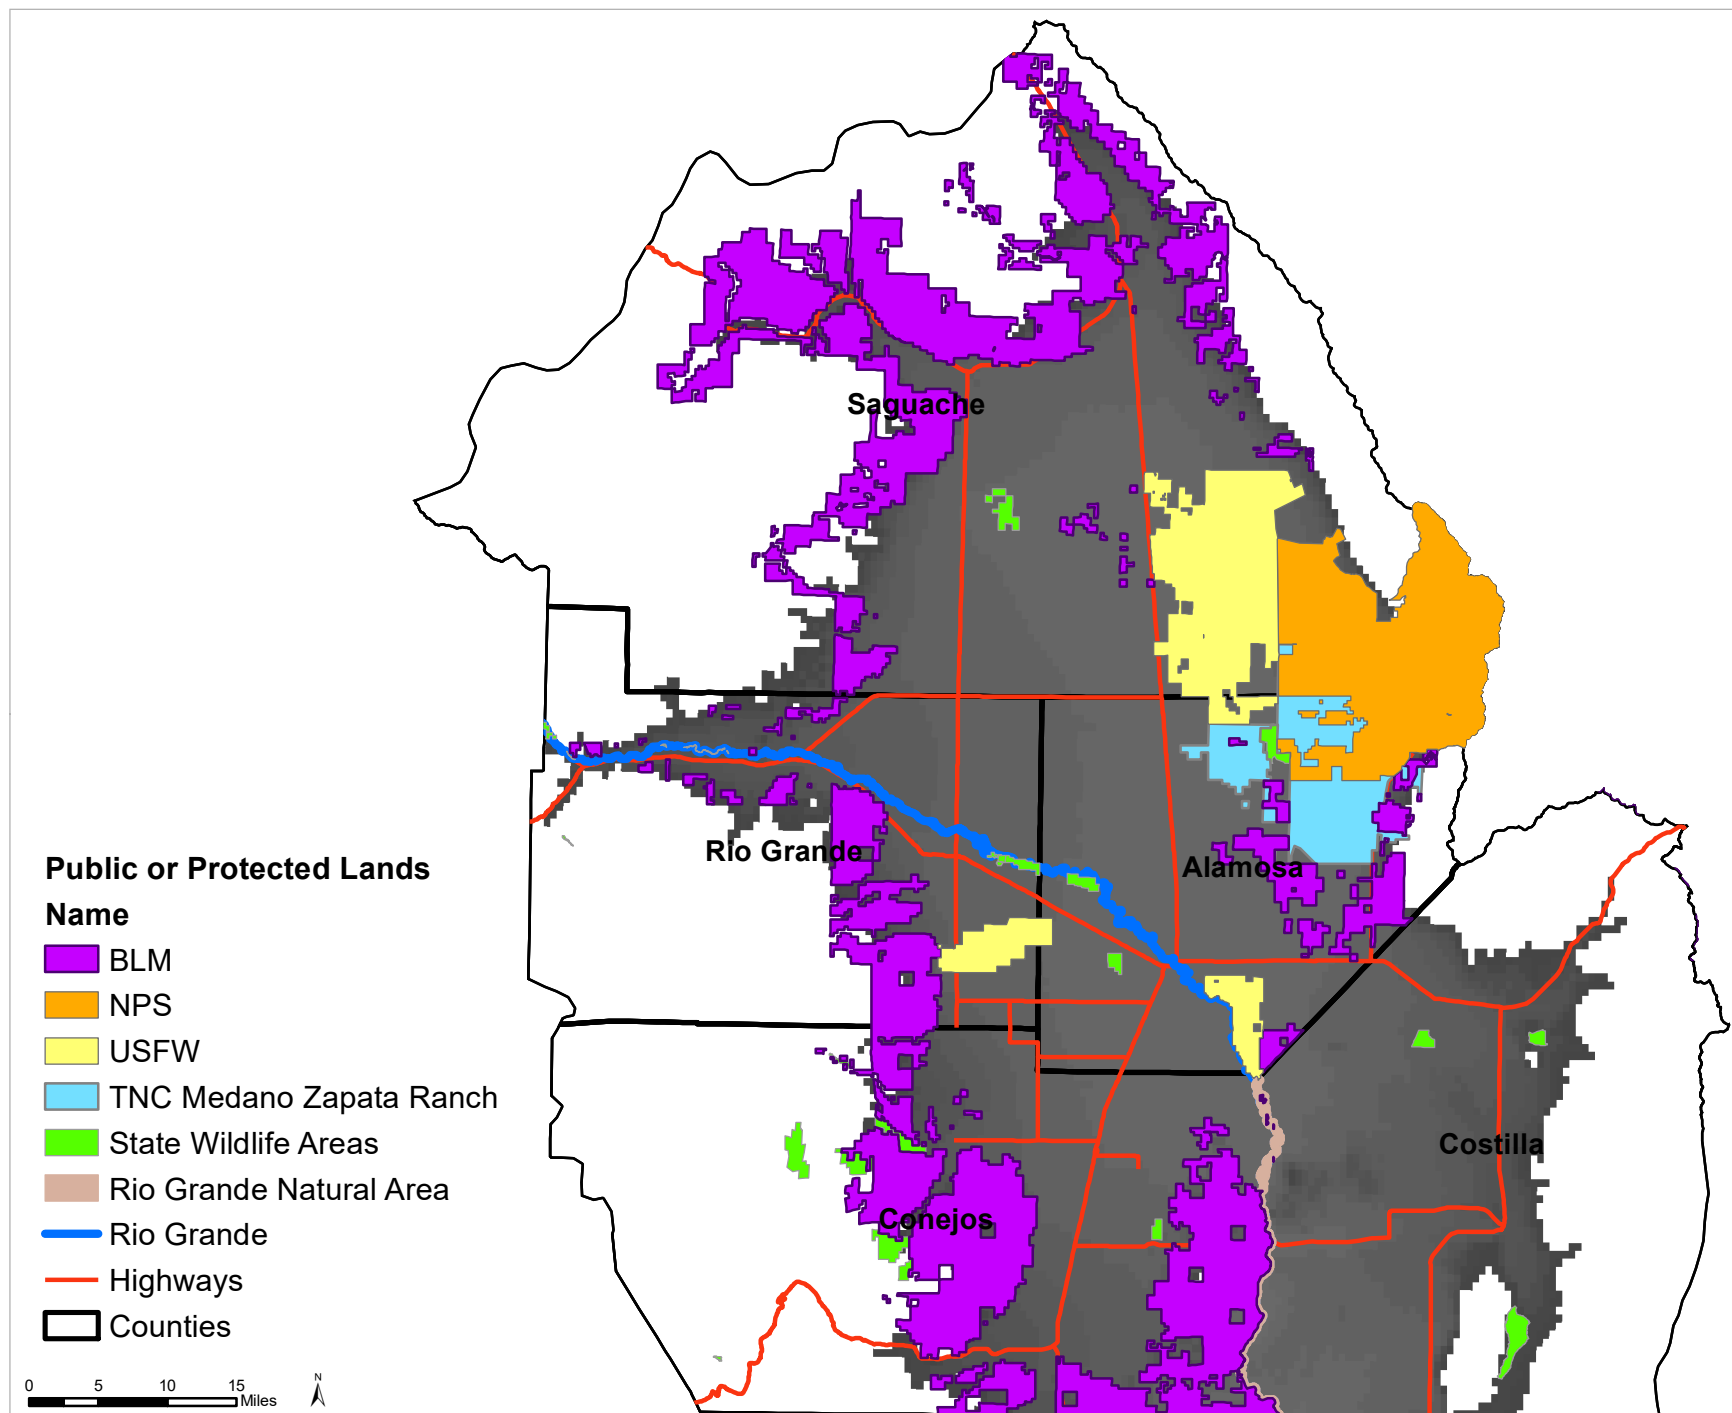 Saguache
Rio Grande
Alamosa
Costilla
Conejos
Public or Protected Lands
Name
BLM
NPS
USFW
TNC Medano Zapata Ranch
State Wildlife Areas
Rio Grande Natural Area
Rio Grande
Highways
Counties
0 5 10 15
Miles
N